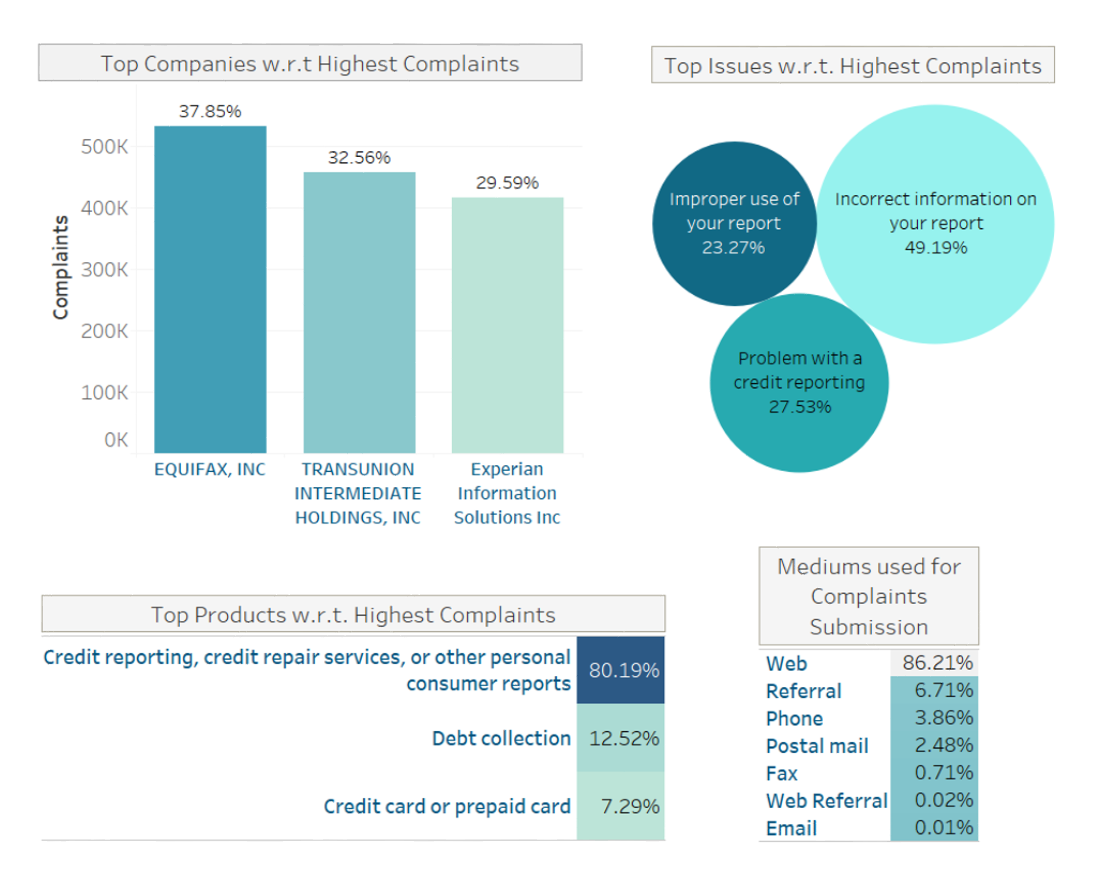 Top Companies w.r.t Highest Complaints
37.85%
32.56%
29.59%
500K
400K
300K
200K
100K
0K
Complaints
EQUIFAX, INC
TRANSUNION
INTERMEDIATE
HOLDINGS, INC
Experian
Information
Solutions Inc
Top Issues w.r.t. Highest Complaints
Improper use of
your report
23.27%
Incorrect information on
your report
49.19%
Problem with a
credit reporting
27.53%
Top Products w.r.t. Highest Complaints
Credit reporting, credit repair services, or other personal
consumer reports
80.19%
Debt collection 12.52%
Credit card or prepaid card 7.29%
Mediums used for
Complaints
Submission
Web 86.21%
Referral 6.71%
Phone 3.86%
Postal mail 2.48%
Fax 0.71%
Web Referral 0.02%
Email 0.01%